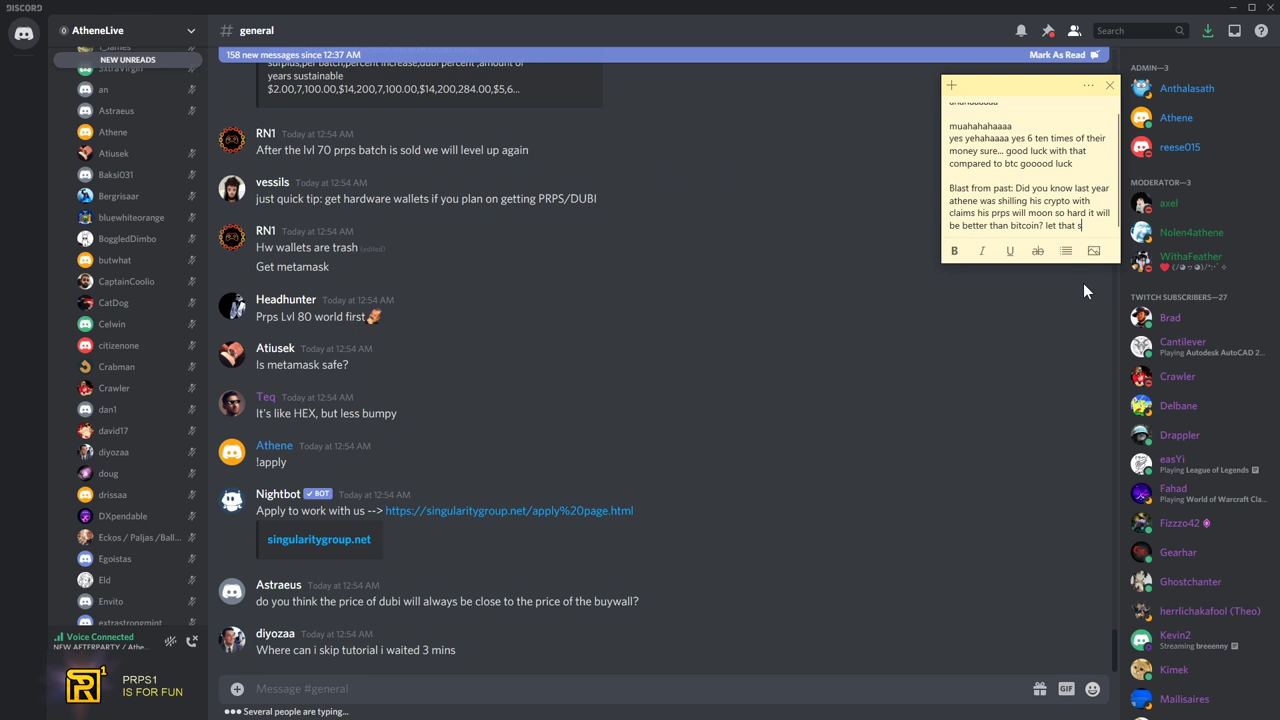 DISCORD
AtheneLive
general
Search
NEW UNREADS
158 new messages since 12:37 AM
Mark As Read
an
Astraeus
Athene
Atiusek
Baksi031
Bergrisaar
bluewhiteorange
BoggledDimbo
butwhat
CaptainCoolio
CatDog
Celwin
citizenone
Crabman
Crawler
dan1
david17
diyozaa
doug
drissaa
DXpendable
Eckos / Paljas /Ball...
Egoistas
Eld
Envito
extrastrongmint
Voice Connected
NEW AFTERPARTY / Athe...
PRPS1
IS FOR FUN
surplus,per batch,percent increase,dubi percent ,amount of
years sustainable
$2.00,7,100.00,$14,200,7,100.00,$14,200,284.00,$5,6...
RN1 Today at 12:54 AM
After the lvl 70 prps batch is sold we will level up again
vessils Today at 12:54 AM
just quick tip: get hardware wallets if you plan on getting PRPS/DUBI
RN1 Today at 12:54 AM
Hw wallets are trash (edited)
Get metamask
Headhunter Today at 12:54 AM
Prps Lvl 80 world first
Atiusek Today at 12:54 AM
Is metamask safe?
Teq Today at 12:54 AM
It's like HEX, but less bumpy
Athene Today at 12:54 AM
!apply
Nightbot BOT Today at 12:54 AM
Apply to work with us --> https://singularitygroup.net/apply%20page.html
singularitygroup.net
Astraeus Today at 12:54 AM
do you think the price of dubi will always be close to the price of the buywall?
diyozaa Today at 12:54 AM
Where can i skip tutorial i waited 3 mins
Message #general
GIF
Several people are typing...
muahahahaaaa
yes yehahaaaa yes 6 ten times of their
money sure... good luck with that
compared to btc gooood luck
Blast from past: Did you know last year
athene was shilling his crypto with
claims his prps will moon so hard it will
be better than bitcoin? let that s
B I U ab
ADMIN—3
Anthalasath
Athene
reese015
MODERATOR—3
axel
Nolen4athene
WithaFeather
TWITCH SUBSCRIBERS—27
Brad
Cantilever
Playing Autodesk AutoCAD 2...
Crawler
Delbane
Drappler
easYi
Playing League of Legends
Fahad
Playing World of Warcraft Cla...
Fizzzo42
Gearhar
Ghostchanter
herrlichakafool (Theo)
Kevin2
Streaming breeenny
Kimek
Mailisaires